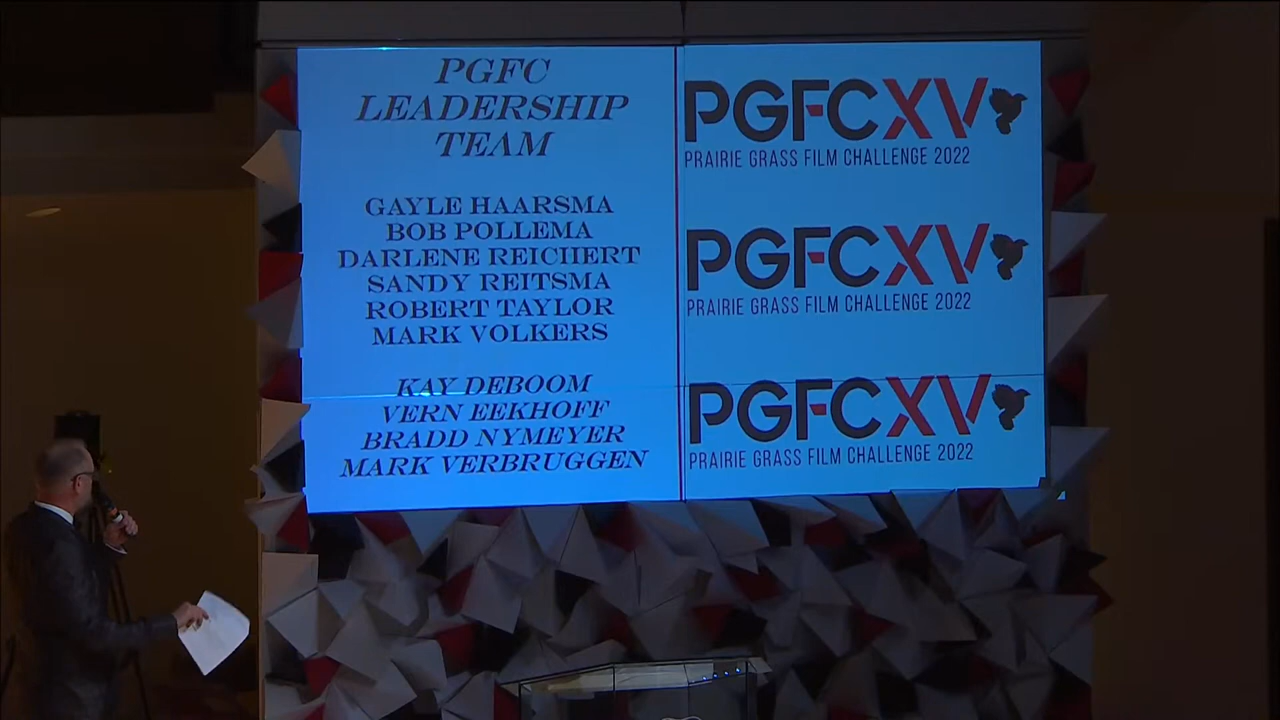 PGFC
LEADERSHIP
TEAM
GAYLE HAARSMA
BOB POLLEMA
DARLENE REICHERT
SANDY REITSMA
ROBERT TAYLOR
MARK VOLKERS
KAY DEBOOM
VERN EEKHOFF
BRADD NYMEYER
MARK VERBRUGGEN
PGFCXV
PRAIRIE GRASS FILM CHALLENGE 2022
PGFCXV
PRAIRIE GRASS FILM CHALLENGE 2022
PGFCXV
PRAIRIE GRASS FILM CHALLENGE 2022